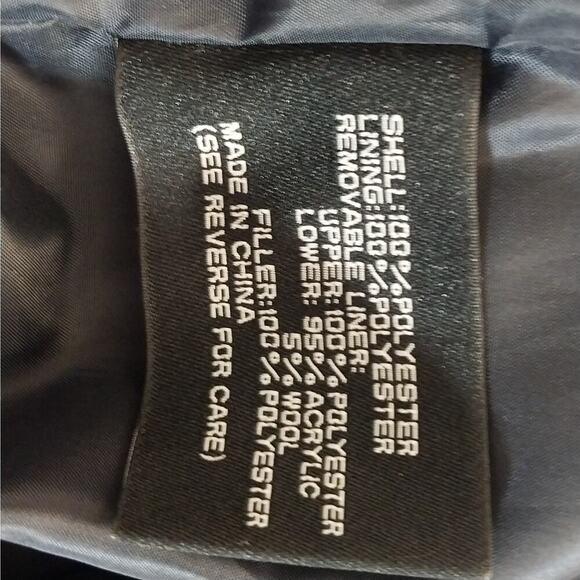 SHELL:100%POLYESTER
LINING:100%POLYESTER
REMOVABLE LINER:
UPPER:100%POLYESTER
LOWER: 95% ACRYLIC
5% WOOL
FILLER:100%POLYESTER
MADE IN CHINA
(SEE REVERSE FOR CARE)